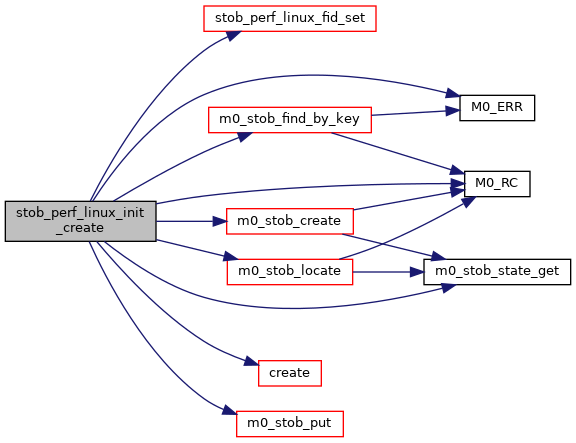 stob_perf_linux_fid_set
M0_ERR
m0_stob_find_by_key
M0_RC
stob_perf_linux_init
_create
m0_stob_create
m0_stob_locate
m0_stob_state_get
create
m0_stob_put